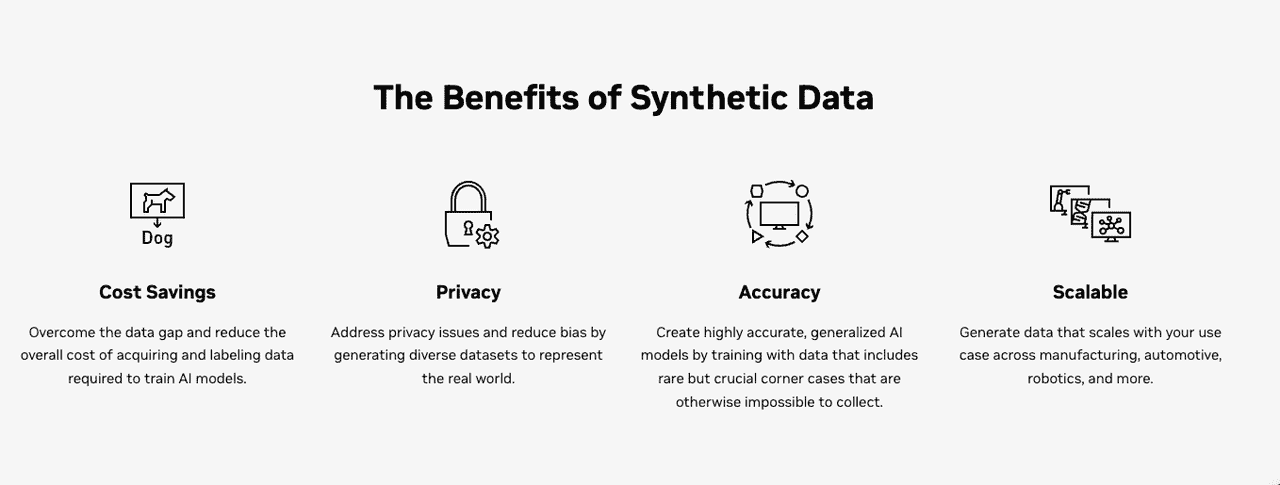 The Benefits of Synthetic Data
Dog
Cost Savings
Overcome the data gap and reduce the
overall cost of acquiring and labeling data
required to train AI models.
Privacy
Address privacy issues and reduce bias by
generating diverse datasets to represent
the real world.
Accuracy
Create highly accurate, generalized AI
models by training with data that includes
rare but crucial corner cases that are
otherwise impossible to collect.
Scalable
Generate data that scales with your use
case across manufacturing, automotive,
robotics, and more.